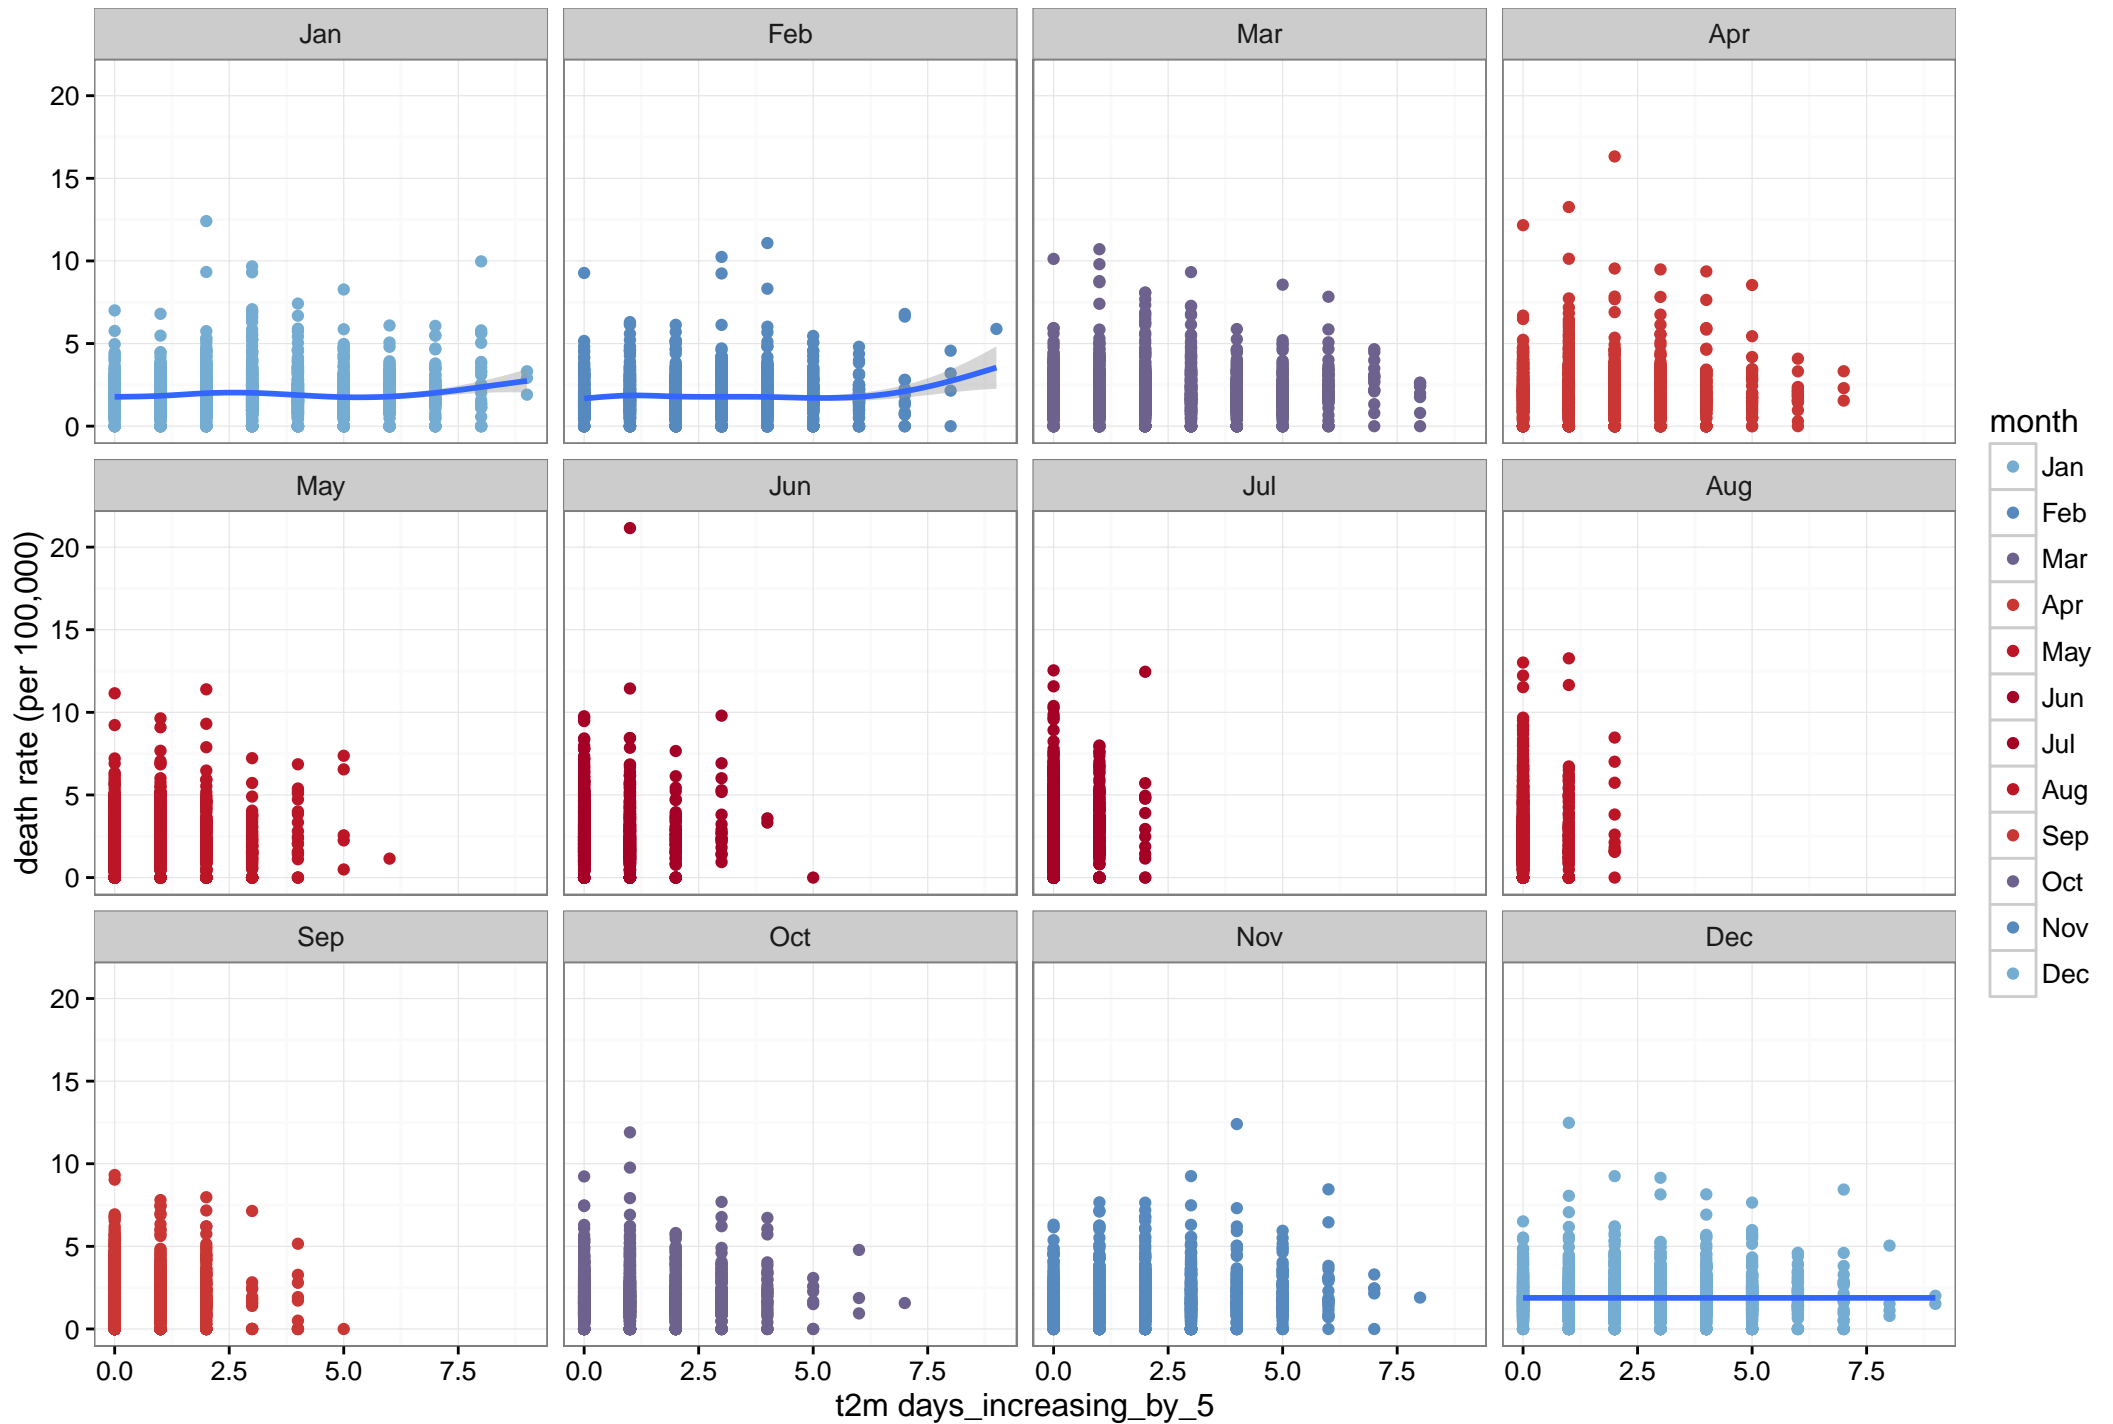 Jan Feb Mar Apr
20
15
10
5
0
May Jun Jul Aug
20
15
10
5
0
Sep Oct Nov Dec
20
15
10
5
0
0.0 2.5 5.0 7.5 0.0 2.5 5.0 7.5 0.0 2.5 5.0 7.5 0.0 2.5 5.0 7.5
t2m days_increasing_by_5
death rate (per 100,000)
month
Jan
Feb
Mar
Apr
May
Jun
Jul
Aug
Sep
Oct
Nov
Dec